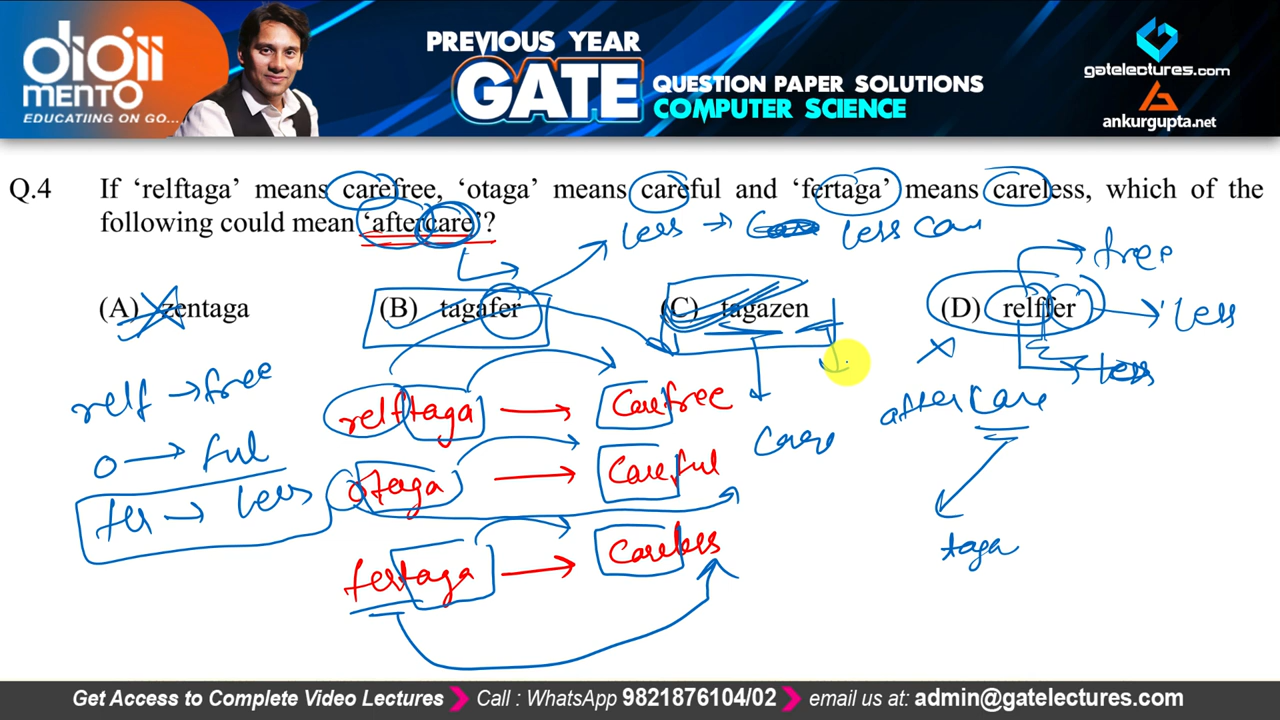 digiimento
EDUCATIING ON GO...
PREVIOUS YEAR
GATE
QUESTION PAPER SOLUTIONS
COMPUTER SCIENCE
gatelectures.com
ankurgupta.net
Q.4 If 'relftaga' means carefree, 'otaga' means careful and 'fertaga' means careless, which of the
following could mean 'aftercare'?
less → less care
free
(A) zentaga (B) tagafer (C) tagazen (D) relffer
less
less
relf → free
relftaga → Carefree
aftercare
o → ful
care
otaga → Careful
fer → less
fertaga → Careless
taga
Get Access to Complete Video Lectures Call : WhatsApp 9821876104/02 email us at: admin@gatelectures.com